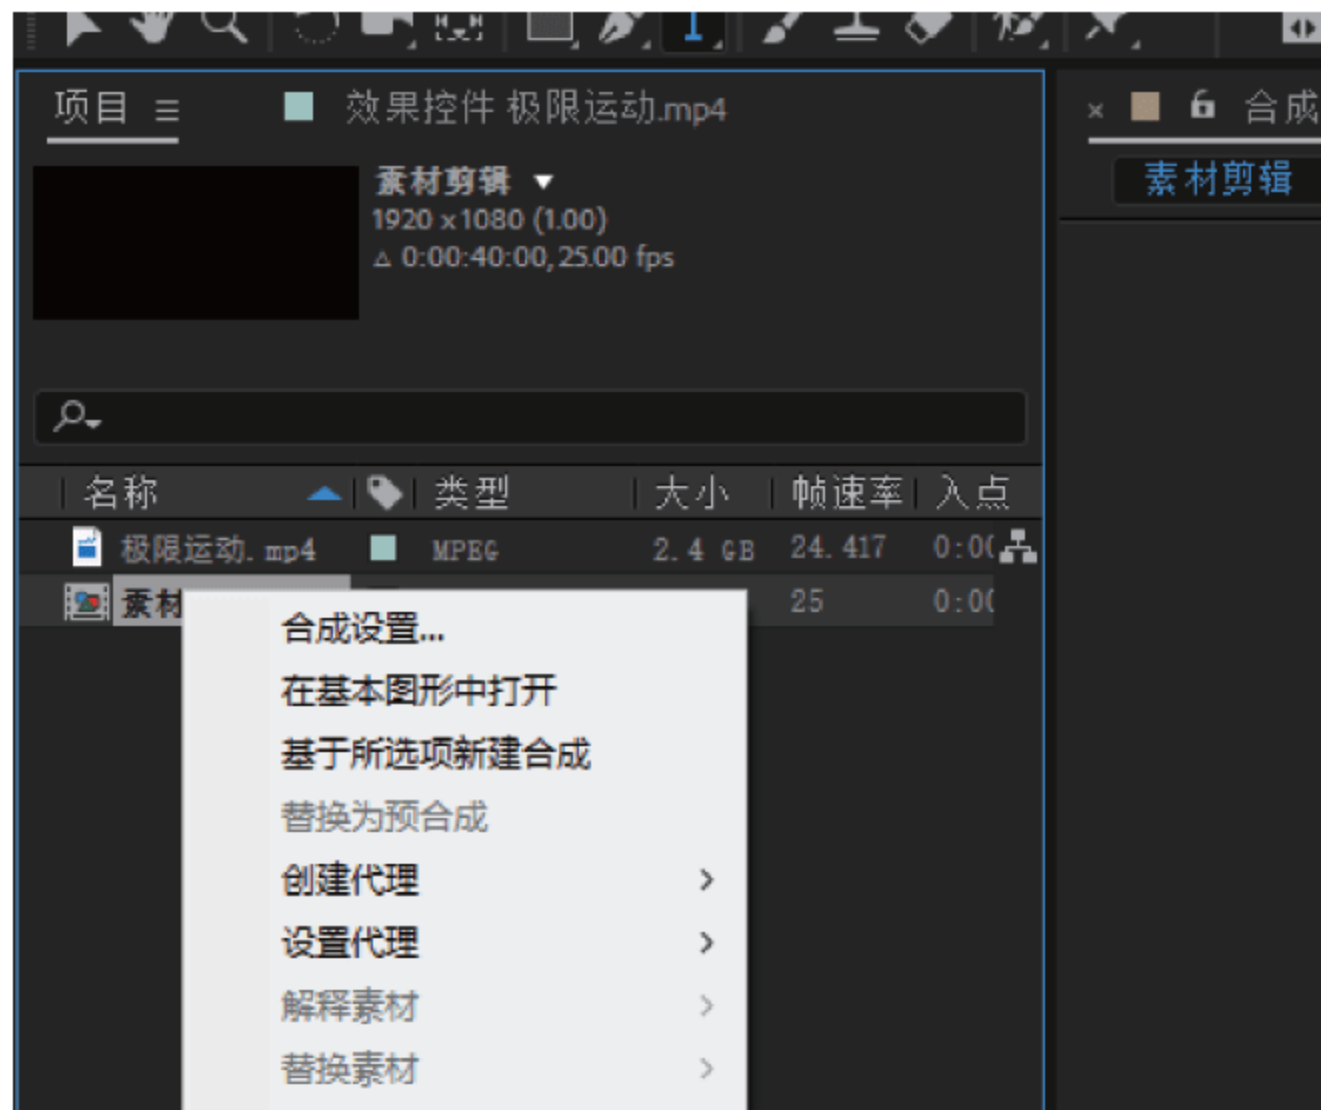 项目
效果控件 极限运动.mp4
合成
素材剪辑
素材剪辑
1920 x 1080 (1.00)
△ 0:00:40:00, 25.00 fps
名称 类型 大小 帧速率 入点
极限运动.mp4 MPEG 2.4 GB 24.417 0:00
素材 25 0:00
合成设置...
在基本图形中打开
基于所选项新建合成
替换为预合成
创建代理
设置代理
解释素材
替换素材